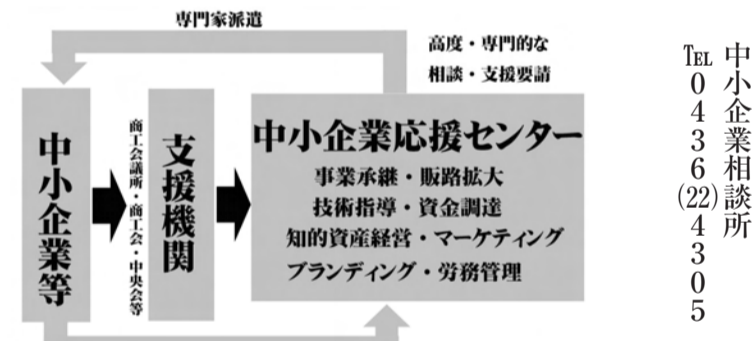 専門家派遣
高度・専門的な
相談・支援要請
中小企業等
商工会議所・商工会・中央会等
支援機関
中小企業応援センター
事業承継・販路拡大
技術指導・資金調達
知的資産経営・マーケティング
ブランディング・労務管理
中小企業相談所
TEL0436(22)4305